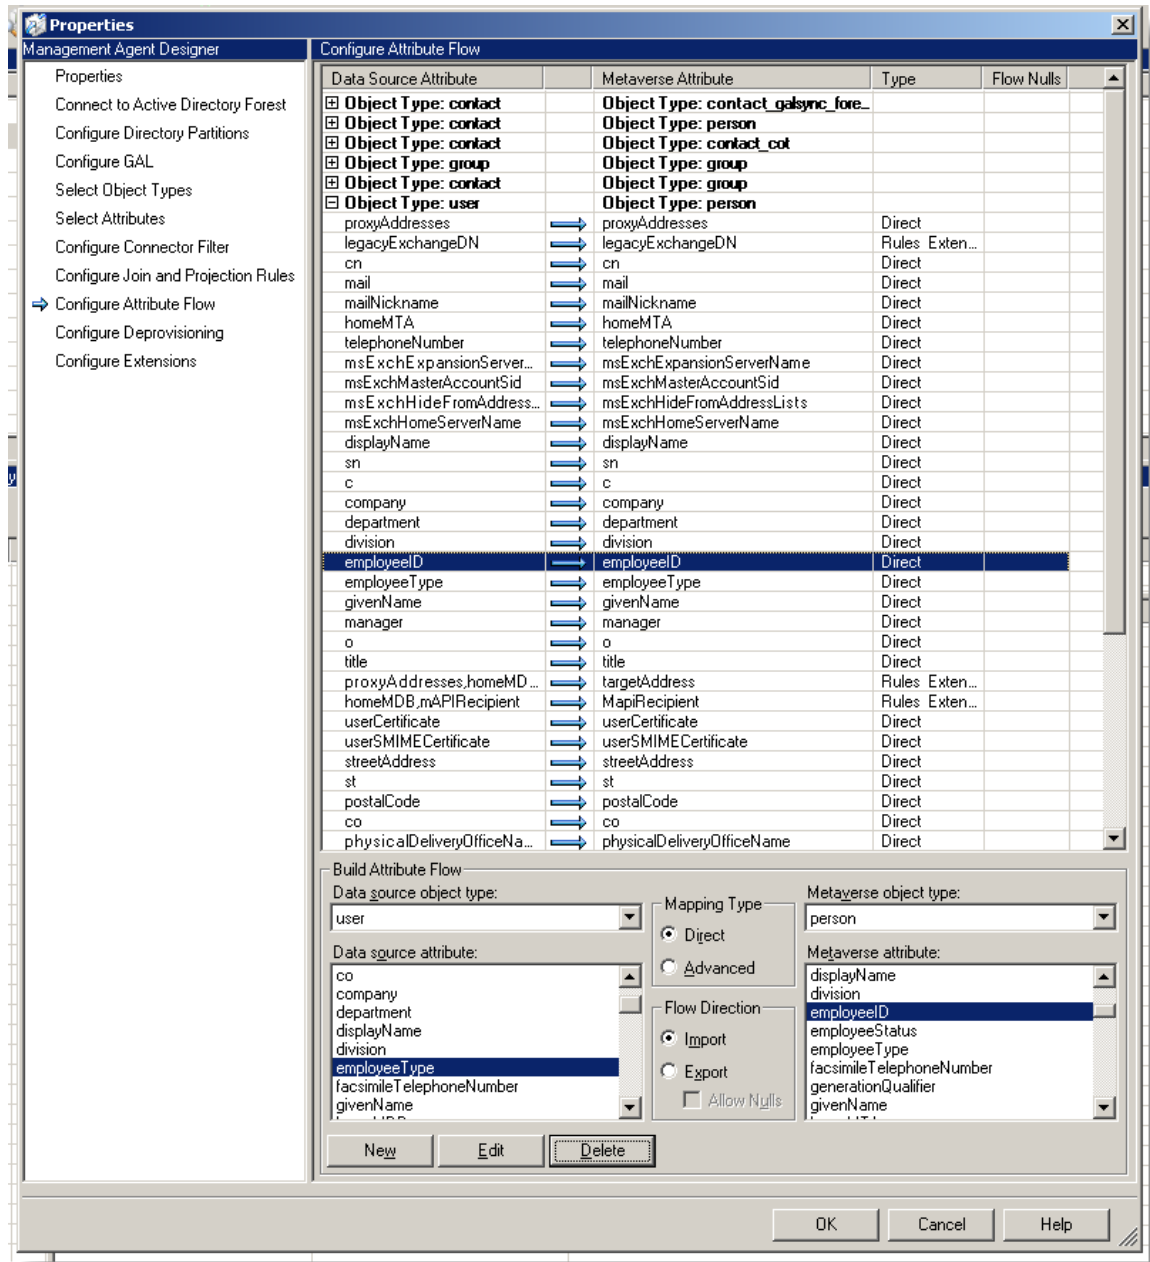 Properties
Management Agent Designer
Configure Attribute Flow
Properties
Connect to Active Directory Forest
Configure Directory Partitions
Configure GAL
Select Object Types
Select Attributes
Configure Connector Filter
Configure Join and Projection Rules
Configure Attribute Flow
Configure Deprovisioning
Configure Extensions
Data Source Attribute Metaverse Attribute Type Flow Nulls
Object Type: contact Object Type: contact_galsync_fore...
Object Type: contact Object Type: person
Object Type: contact Object Type: contact_cot
Object Type: group Object Type: group
Object Type: contact Object Type: group
Object Type: user Object Type: person
proxyAddresses proxyAddresses Direct
legacyExchangeDN legacyExchangeDN Rules Exten...
cn cn Direct
mail mail Direct
mailNickname mailNickname Direct
homeMTA homeMTA Direct
telephoneNumber telephoneNumber Direct
msExchExpansionServer... msExchExpansionServerName Direct
msExchMasterAccountSid msExchMasterAccountSid Direct
msExchHideFromAddress... msExchHideFromAddressLists Direct
msExchHomeServerName msExchHomeServerName Direct
displayName displayName Direct
sn sn Direct
c c Direct
company company Direct
department department Direct
division division Direct
employeeID employeeID Direct
employeeType employeeType Direct
givenName givenName Direct
manager manager Direct
o o Direct
title title Direct
proxyAddresses,homeMD... targetAddress Rules Exten...
homeMDB,mAPIRecipient MapiRecipient Rules Exten...
userCertificate userCertificate Direct
userSMIMECertificate userSMIMECertificate Direct
streetAddress streetAddress Direct
st st Direct
postalCode postalCode Direct
co co Direct
physicalDeliveryOfficeNa... physicalDeliveryOfficeName Direct
Build Attribute Flow
Data source object type:
user
Data source attribute:
co
company
department
displayName
division
employeeType
facsimileTelephoneNumber
givenName
Mapping Type
Direct
Advanced
Flow Direction
Import
Export
Allow Nulls
Metaverse object type:
person
Metaverse attribute:
displayName
division
employeeID
employeeStatus
employeeType
facsimileTelephoneNumber
generationQualifier
givenName
New Edit Delete
OK Cancel Help